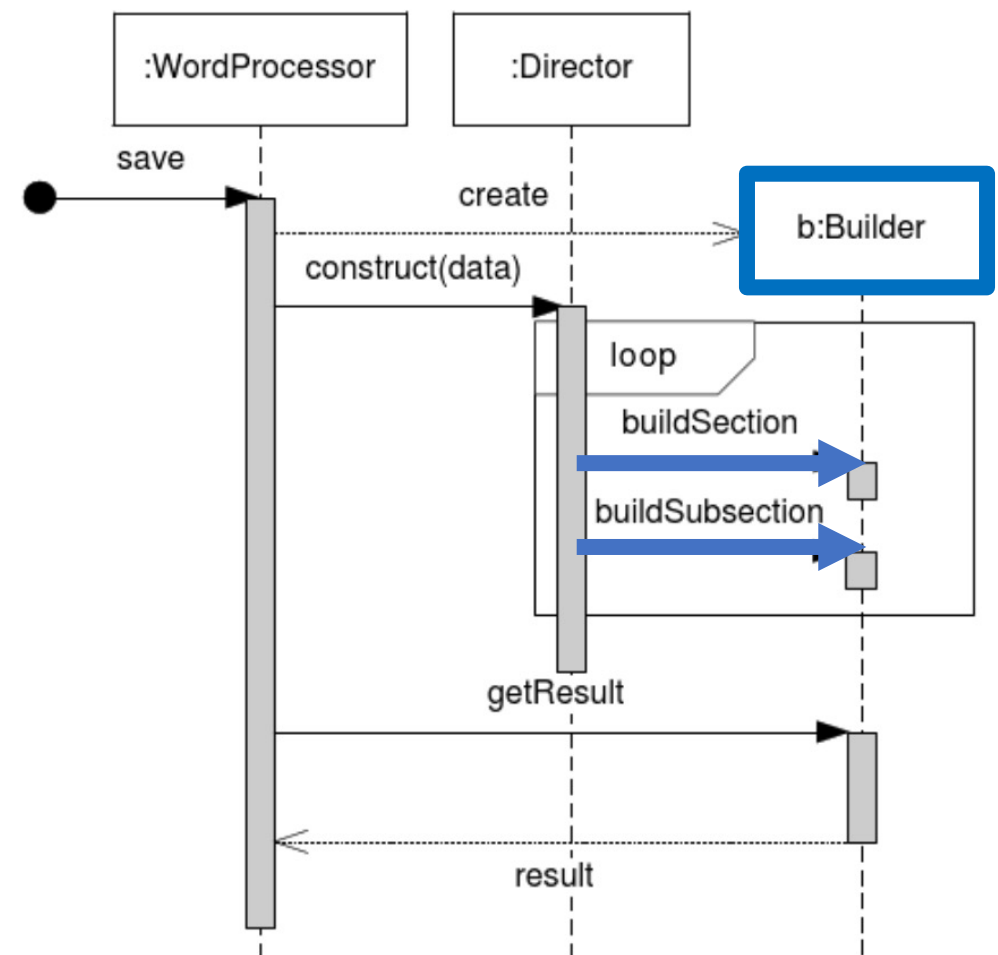 :WordProcessor
:Director
save
create
b:Builder
construct(data)
loop
buildSection
buildSubsection
getResult
result